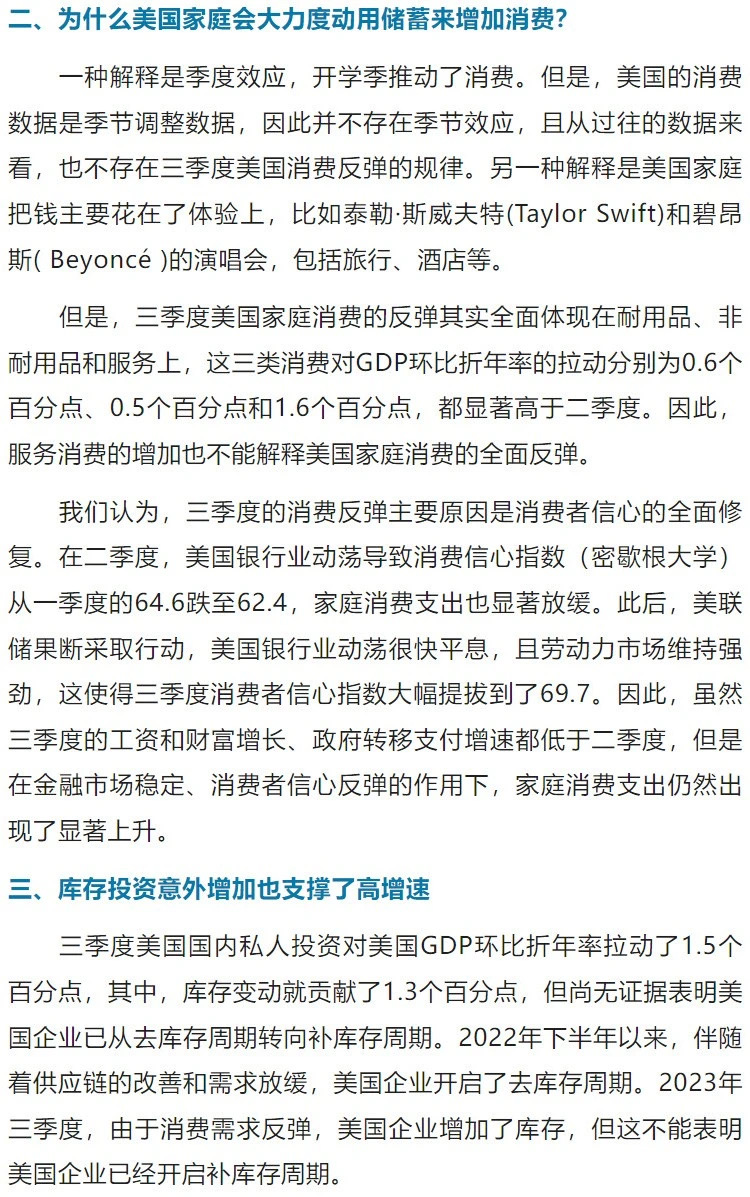 二、为什么美国家庭会大力度动用储蓄来增加消费？
一种解释是季度效应，开学季推动了消费。但是，美国的消费
数据是季节调整数据，因此并不存在季节效应，且从过往的数据来
看，也不存在三季度美国消费反弹的规律。另一种解释是美国家庭
把钱主要花在了体验上，比如泰勒·斯威夫特(Taylor Swift)和碧昂
斯( Beyoncé )的演唱会，包括旅行、酒店等。
但是，三季度美国家庭消费的反弹其实全面体现在耐用品、非
耐用品和服务上，这三类消费对GDP环比折年率的拉动分别为0.6个
百分点、0.5个百分点和1.6个百分点，都显著高于二季度。因此，
服务消费的增加也不能解释美国家庭消费的全面反弹。
我们认为，三季度的消费反弹主要原因是消费者信心的全面修
复。在二季度，美国银行业动荡导致消费信心指数（密歇根大学）
从一季度的64.6跌至62.4，家庭消费支出也显著放缓。此后，美联
储果断采取行动，美国银行业动荡很快平息，且劳动力市场维持强
劲，这使得三季度消费者信心指数大幅提拔到了69.7。因此，虽然
三季度的工资和财富增长、政府转移支付增速都低于二季度，但是
在金融市场稳定、消费者信心反弹的作用下，家庭消费支出仍然出
现了显著上升。
三、库存投资意外增加也支撑了高增速
三季度美国国内私人投资对美国GDP环比折年率拉动了1.5个
百分点，其中，库存变动就贡献了1.3个百分点，但尚无证据表明美
国企业已从去库存周期转向补库存周期。2022年下半年以来，伴随
着供应链的改善和需求放缓，美国企业开启了去库存周期。2023年
三季度，由于消费需求反弹，美国企业增加了库存，但这不能表明
美国企业已经开启补库存周期。